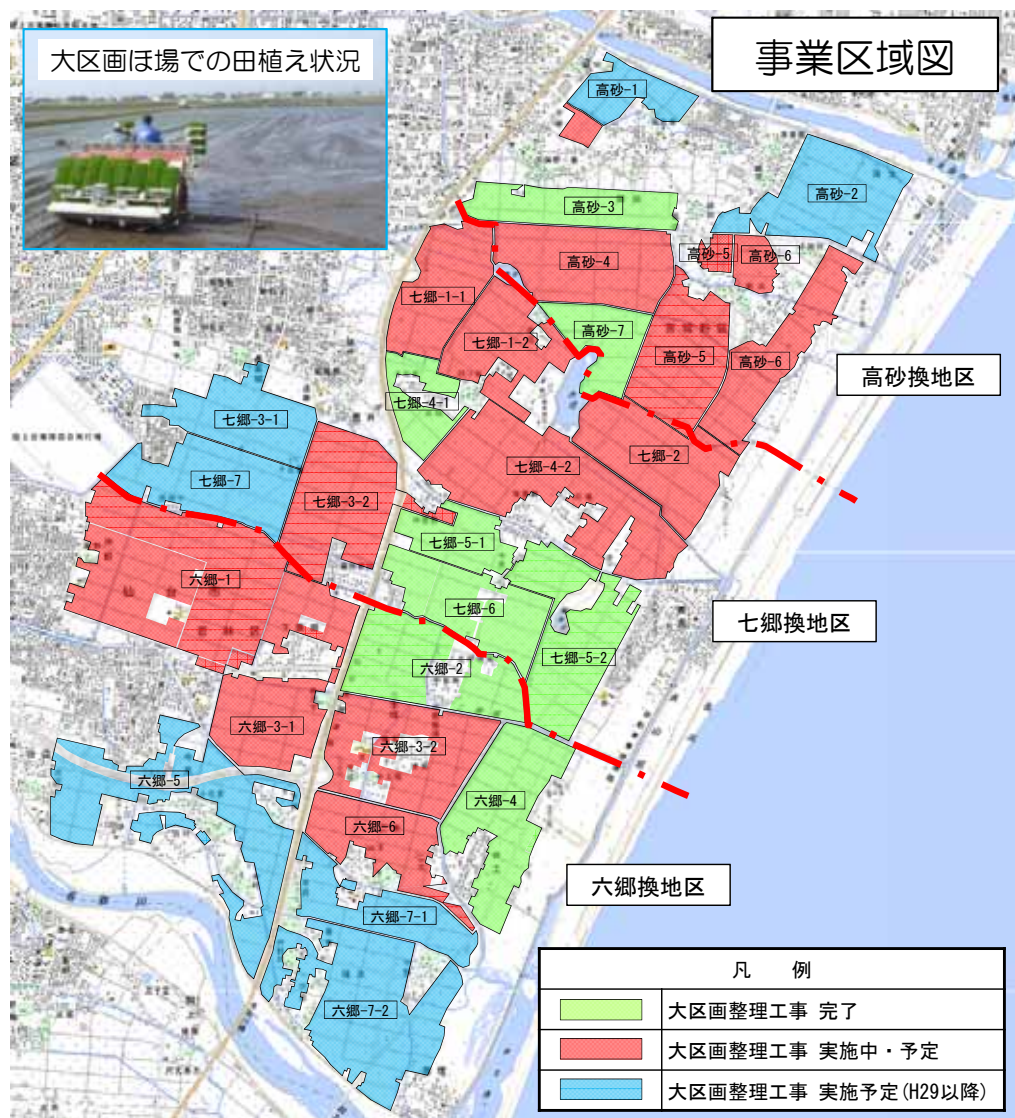 事業区域図
大区画ほ場での田植え状況
高砂-1
高砂-2
高砂-3
高砂-4
高砂-5
高砂-6
七郷-1-1
七郷-1-2
高砂-7
高砂-5
高砂-6
高砂換地区
七郷-4-1
七郷-3-1
七郷-2
七郷-4-2
七郷-7
七郷-3-2
七郷-5-1
六郷-1
七郷-6
七郷換地区
七郷-5-2
六郷-2
六郷-3-1
六郷-3-2
六郷-5
六郷-4
六郷-6
六郷換地区
六郷-7-1
六郷-7-2
凡 例
大区画整理工事 完了
大区画整理工事 実施中・予定
大区画整理工事 実施予定(H29以降)